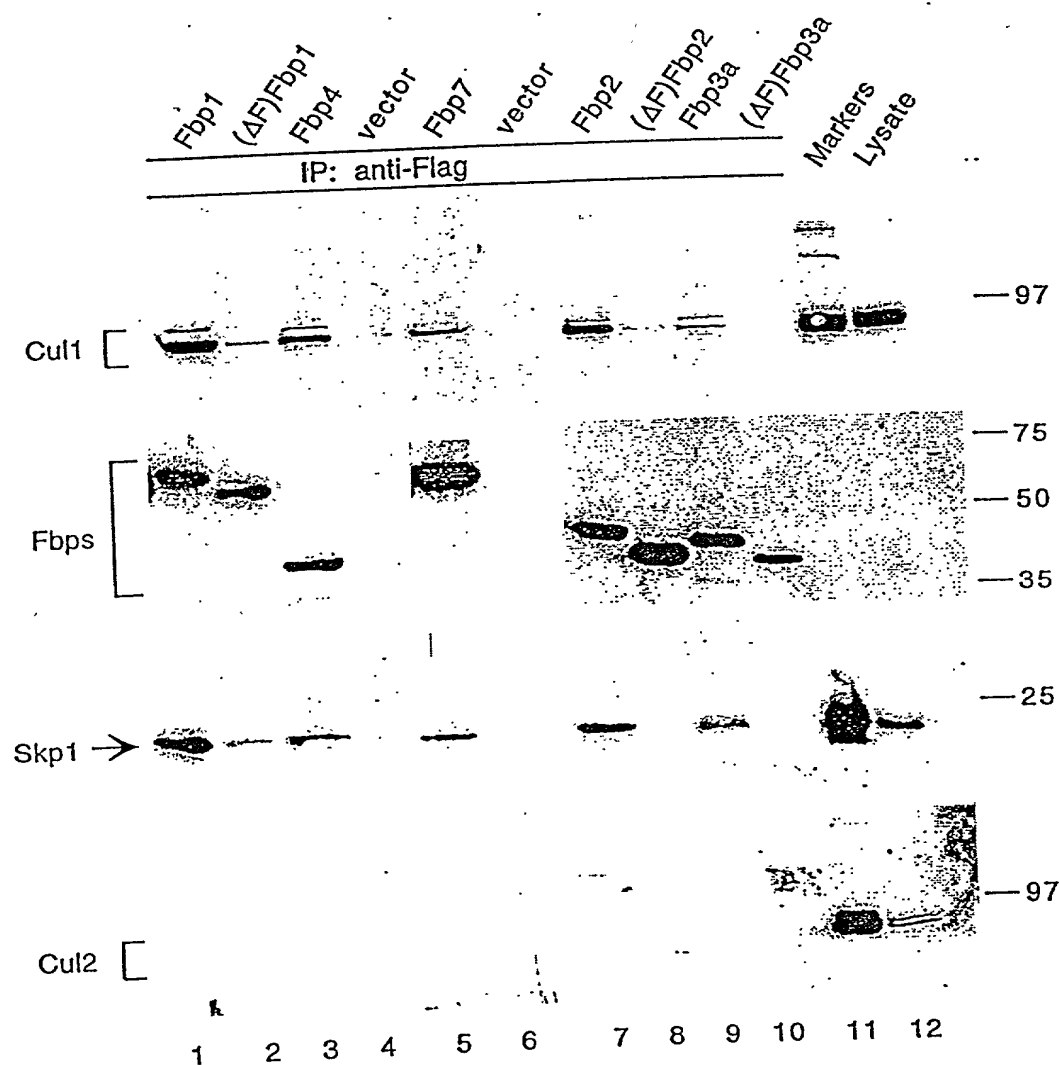 Fbp1 (ΔF)Fbp1 Fbp4 vector Fbp7 vector Fbp2 (ΔF)Fbp2 Fbp3a (ΔF)Fbp3a Markers Lysate
IP: anti-Flag
97
Cul1
75
50
Fbps
35
25
Skp1
97
Cul2
1 2 3 4 5 6 7 8 9 10 11 12